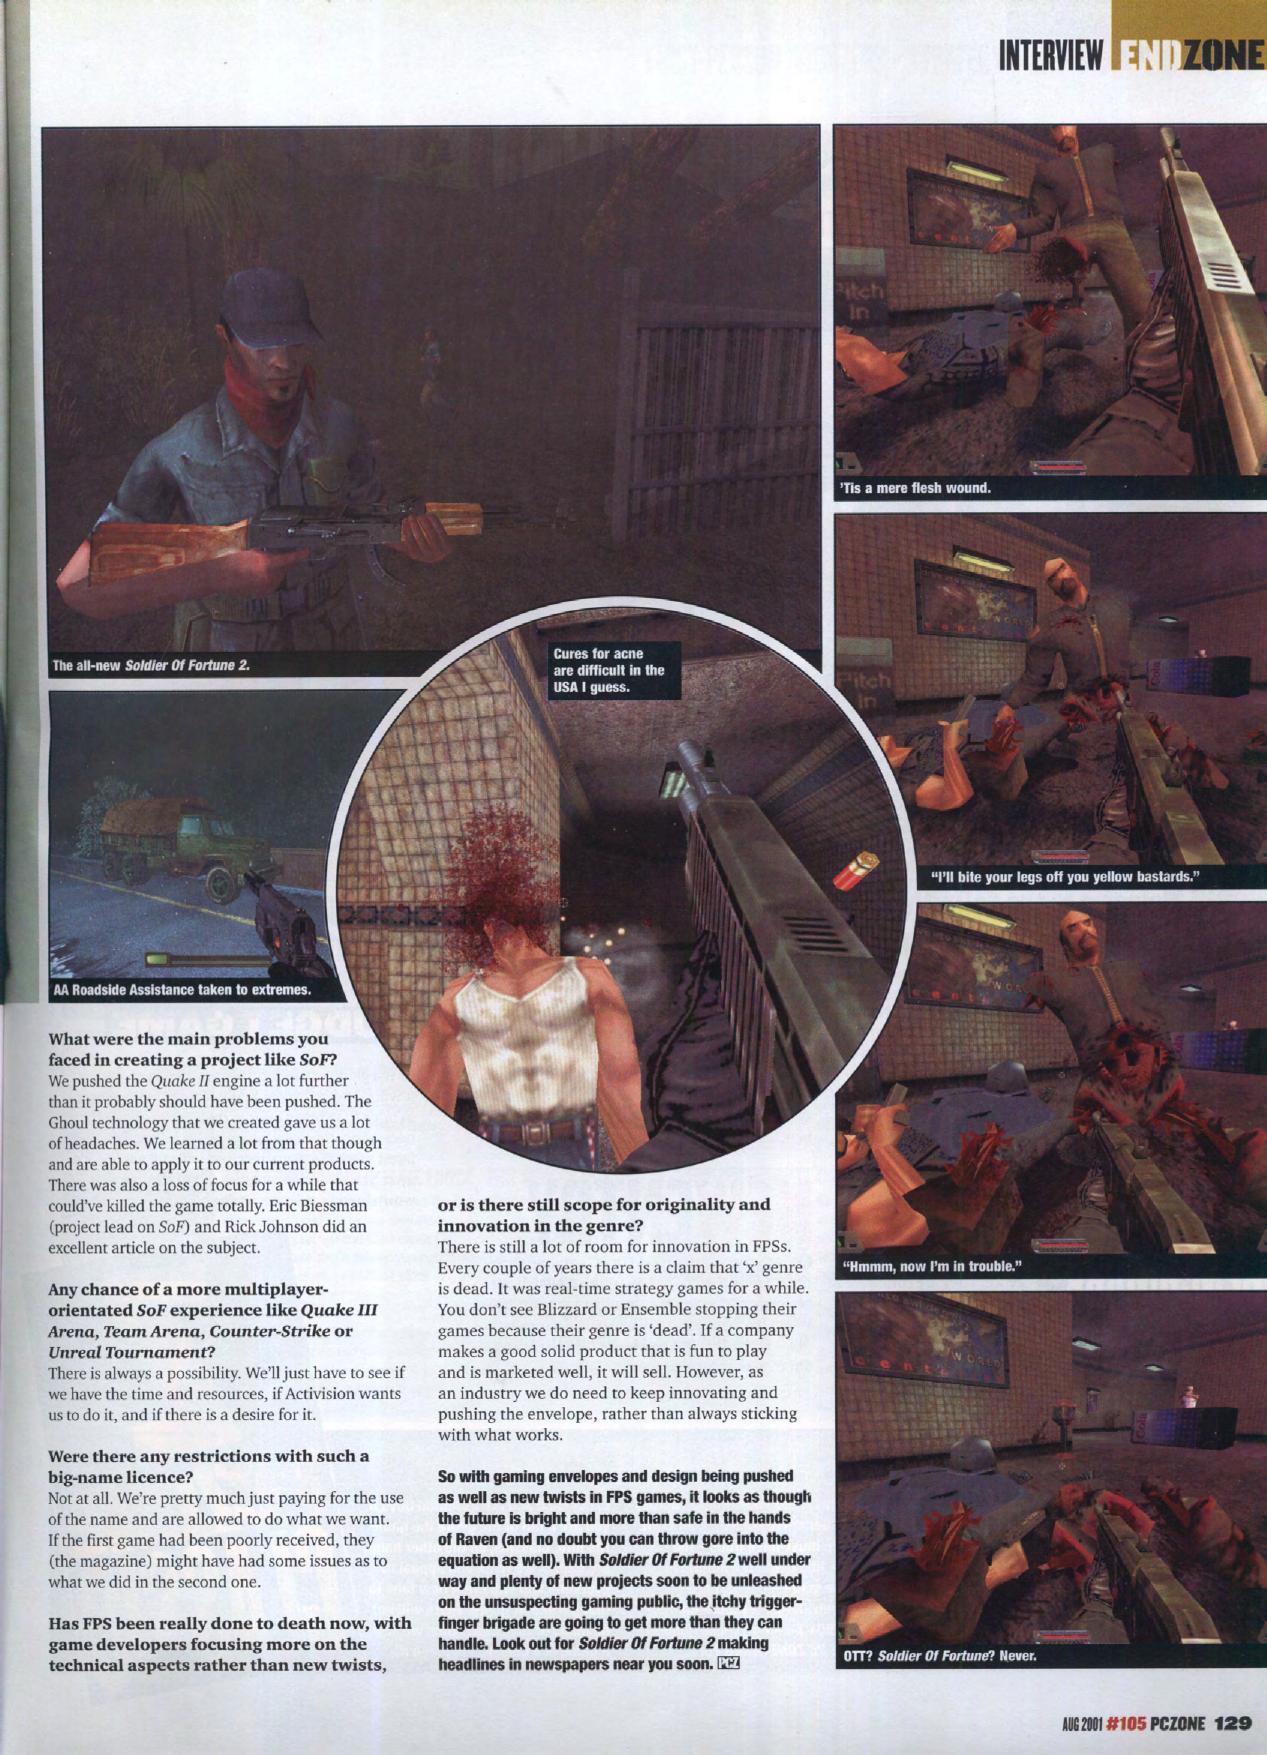 INTERVIEW ENDZONE
'Tis a mere flesh wound.
The all-new Soldier Of Fortune 2.
Cures for acne
are difficult in the
USA I guess.
"I'll bite your legs off you yellow bastards."
AA Roadside Assistance taken to extremes.
"Hmmm, now I'm in trouble."
OTT? Soldier Of Fortune? Never.
Pitch
In
WORLD
cent
Pitch
In
WORLD
cent
Cola
WORLD
cent
WORLD
cent
Cola
What were the main problems you
faced in creating a project like SoF?
We pushed the Quake II engine a lot further
than it probably should have been pushed. The
Ghoul technology that we created gave us a lot
of headaches. We learned a lot from that though
and are able to apply it to our current products.
There was also a loss of focus for a while that
could've killed the game totally. Eric Biessman
(project lead on SoF) and Rick Johnson did an
excellent article on the subject.
Any chance of a more multiplayer-
orientated SoF experience like Quake III
Arena, Team Arena, Counter-Strike or
Unreal Tournament?
There is always a possibility. We'll just have to see if
we have the time and resources, if Activision wants
us to do it, and if there is a desire for it.
Were there any restrictions with such a
big-name licence?
Not at all. We're pretty much just paying for the use
of the name and are allowed to do what we want.
If the first game had been poorly received, they
(the magazine) might have had some issues as to
what we did in the second one.
Has FPS been really done to death now, with
game developers focusing more on the
technical aspects rather than new twists,
or is there still scope for originality and
innovation in the genre?
There is still a lot of room for innovation in FPSs.
Every couple of years there is a claim that 'x' genre
is dead. It was real-time strategy games for a while.
You don't see Blizzard or Ensemble stopping their
games because their genre is 'dead'. If a company
makes a good solid product that is fun to play
and is marketed well, it will sell. However, as
an industry we do need to keep innovating and
pushing the envelope, rather than always sticking
with what works.
So with gaming envelopes and design being pushed
as well as new twists in FPS games, it looks as though
the future is bright and more than safe in the hands
of Raven (and no doubt you can throw gore into the
equation as well). With Soldier Of Fortune 2 well under
way and plenty of new projects soon to be unleashed
on the unsuspecting gaming public, the itchy trigger-
finger brigade are going to get more than they can
handle. Look out for Soldier Of Fortune 2 making
headlines in newspapers near you soon. PCZ
AUG 2001 #105 PCZONE 129